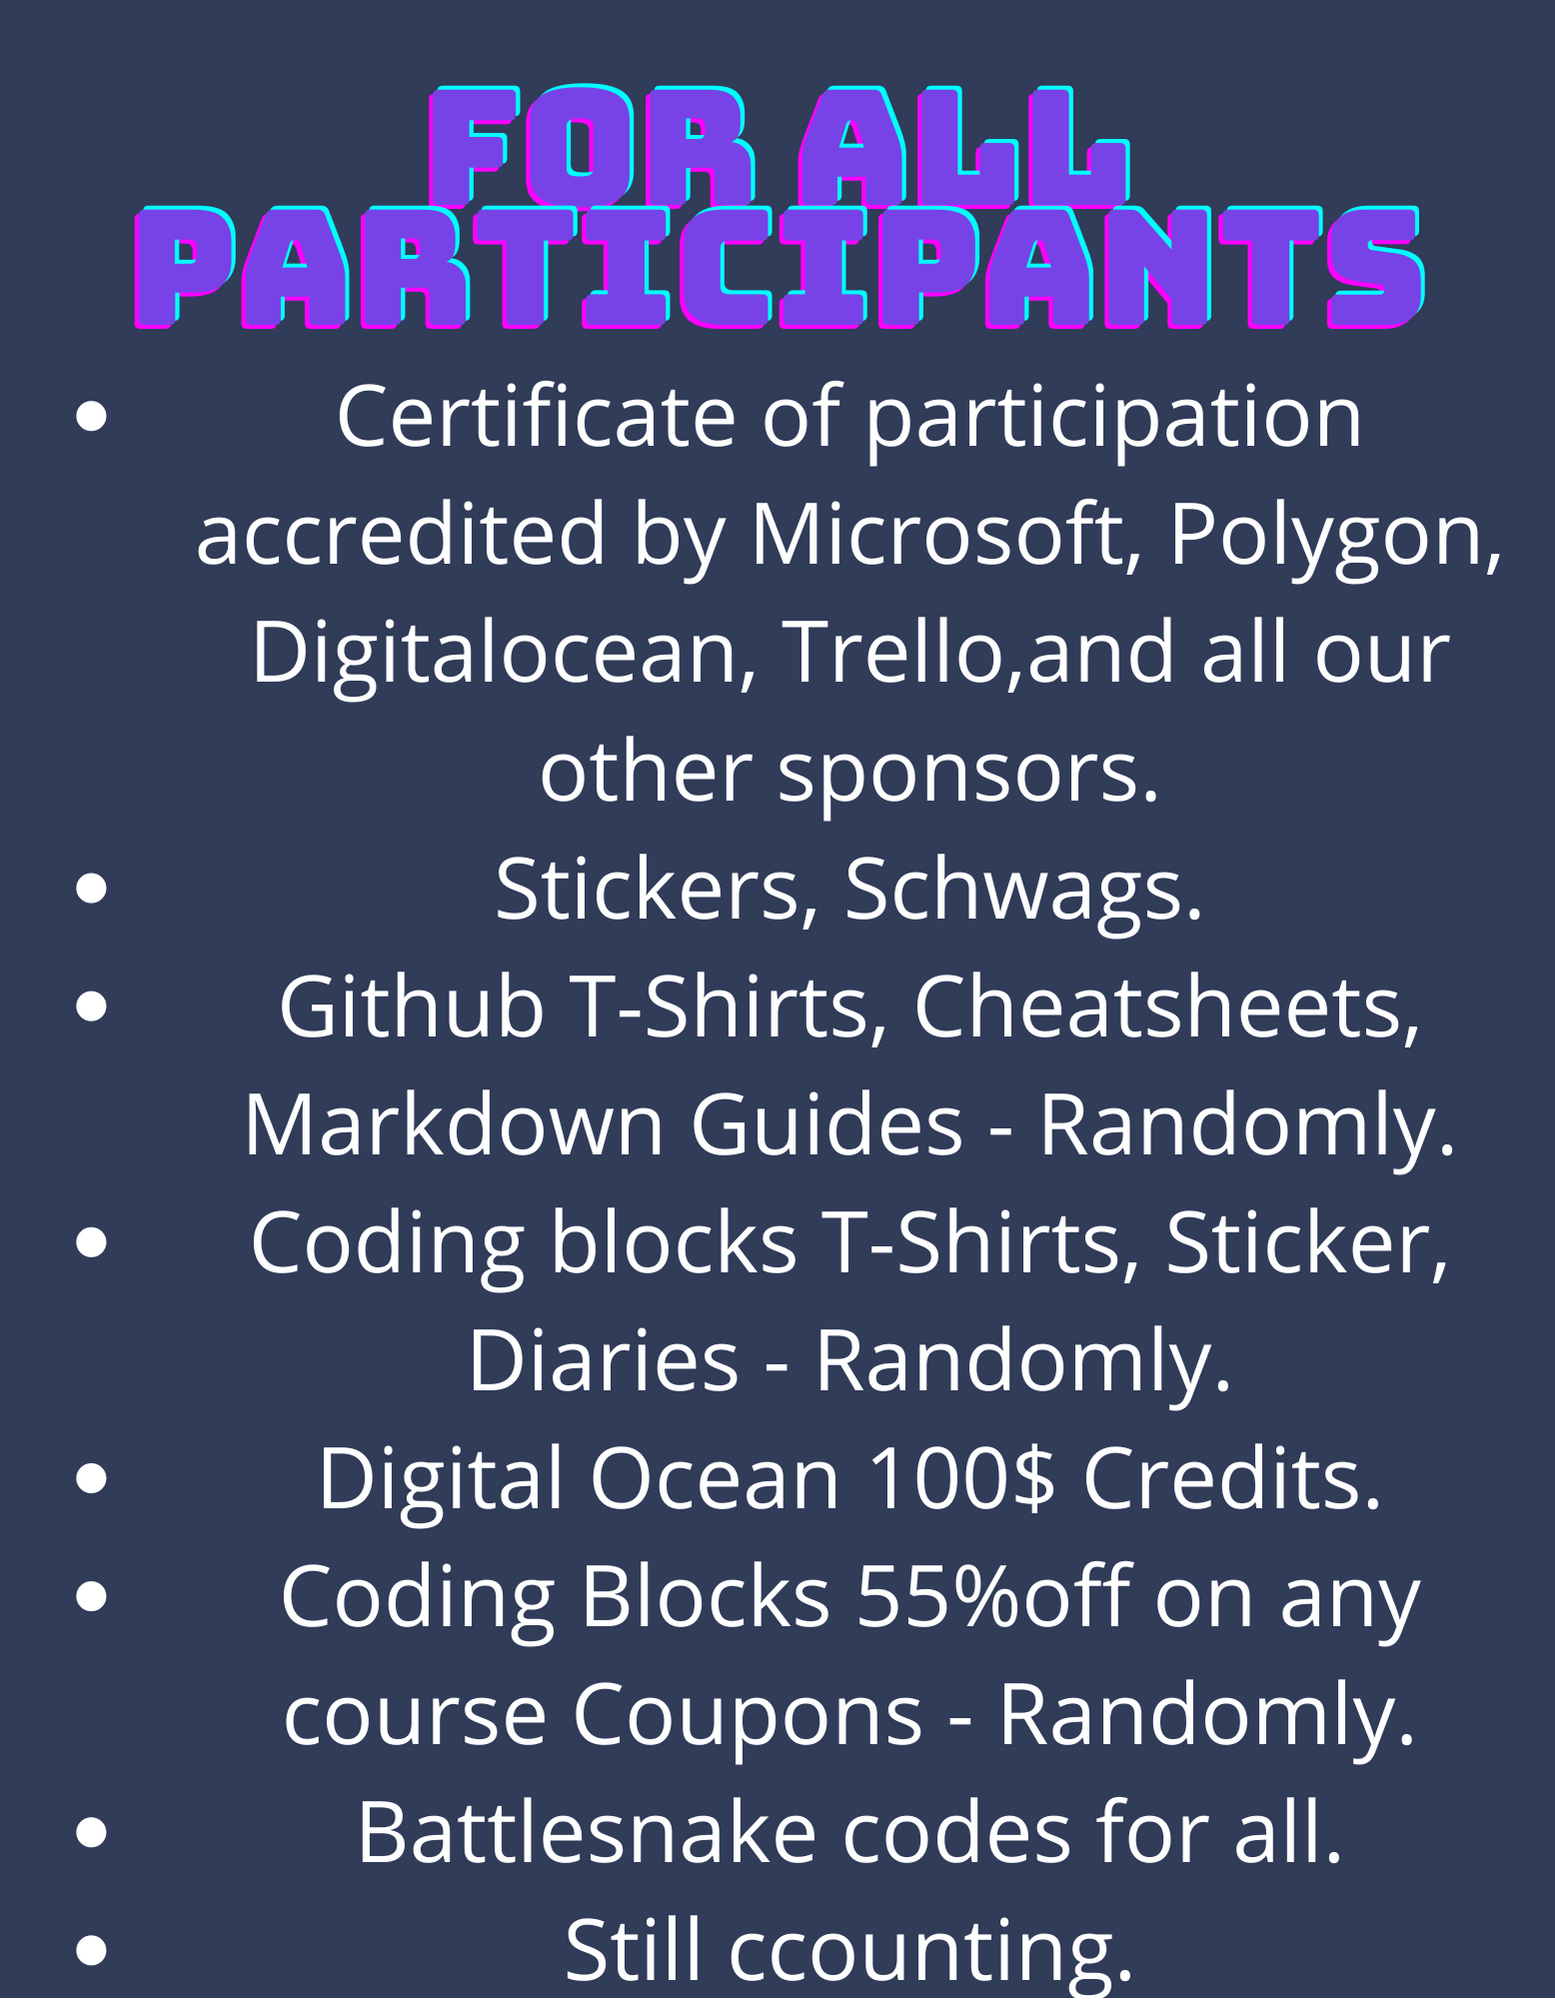 FOR ALL
PARTICIPANTS
• Certificate of participation
accredited by Microsoft, Polygon,
Digitalocean, Trello,and all our
other sponsors.
• Stickers, Schwags.
• Github T-Shirts, Cheatsheets,
Markdown Guides - Randomly.
• Coding blocks T-Shirts, Sticker,
Diaries - Randomly.
• Digital Ocean 100$ Credits.
• Coding Blocks 55%off on any
course Coupons - Randomly.
• Battlesnake codes for all.
• Still ccounting.